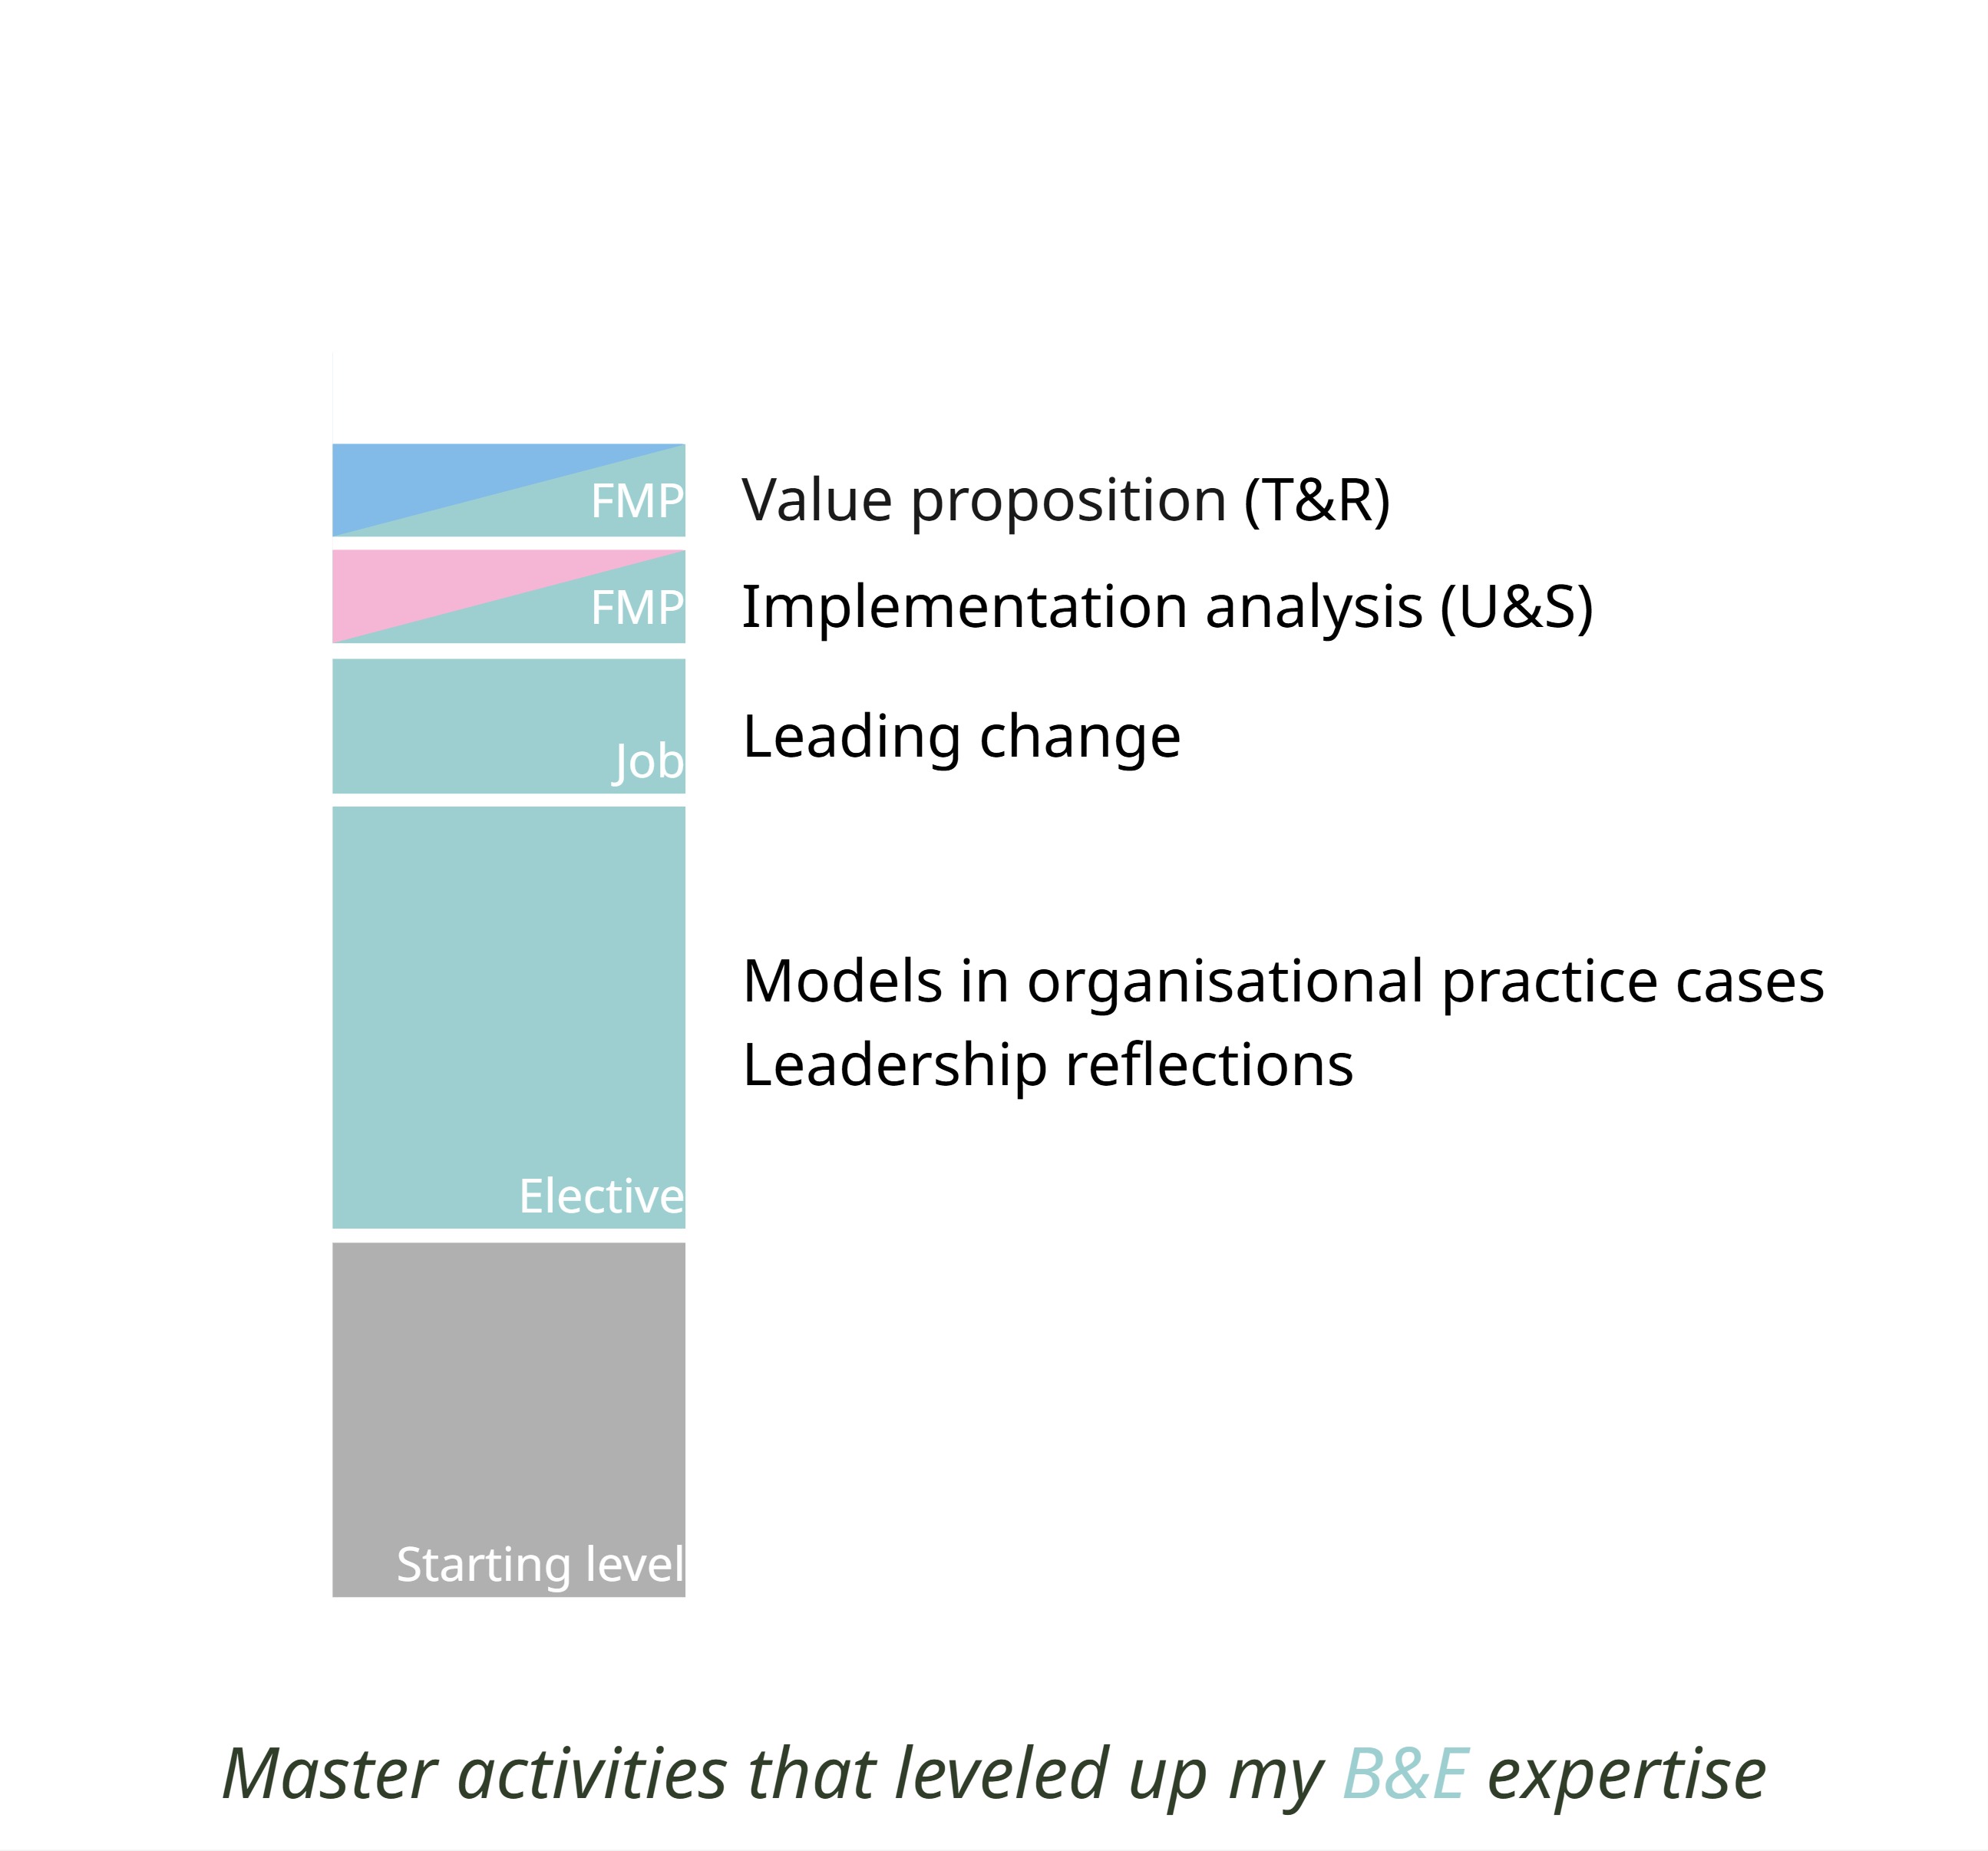 FMP Value proposition (T&R)
FMP Implementation analysis (U&S)
Leading change
Job
Models in organisational practice cases
Leadership reflections
Elective
Starting level
Master activities that leveled up my B&E expertise